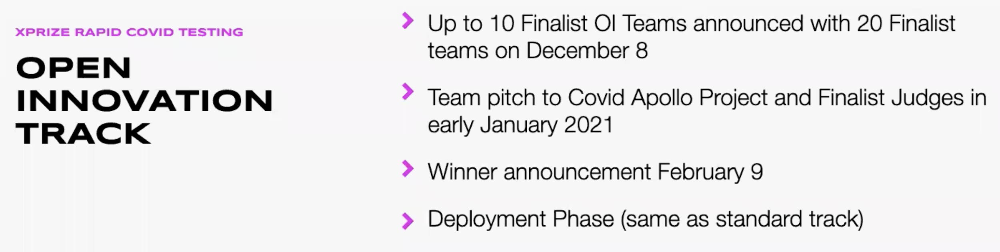 XPRIZE RAPID COVID TESTING
OPEN
INNOVATION
TRACK
Up to 10 Finalist OI Teams announced with 20 Finalist
teams on December 8
Team pitch to Covid Apollo Project and Finalist Judges in
early January 2021
Winner announcement February 9
Deployment Phase (same as standard track)